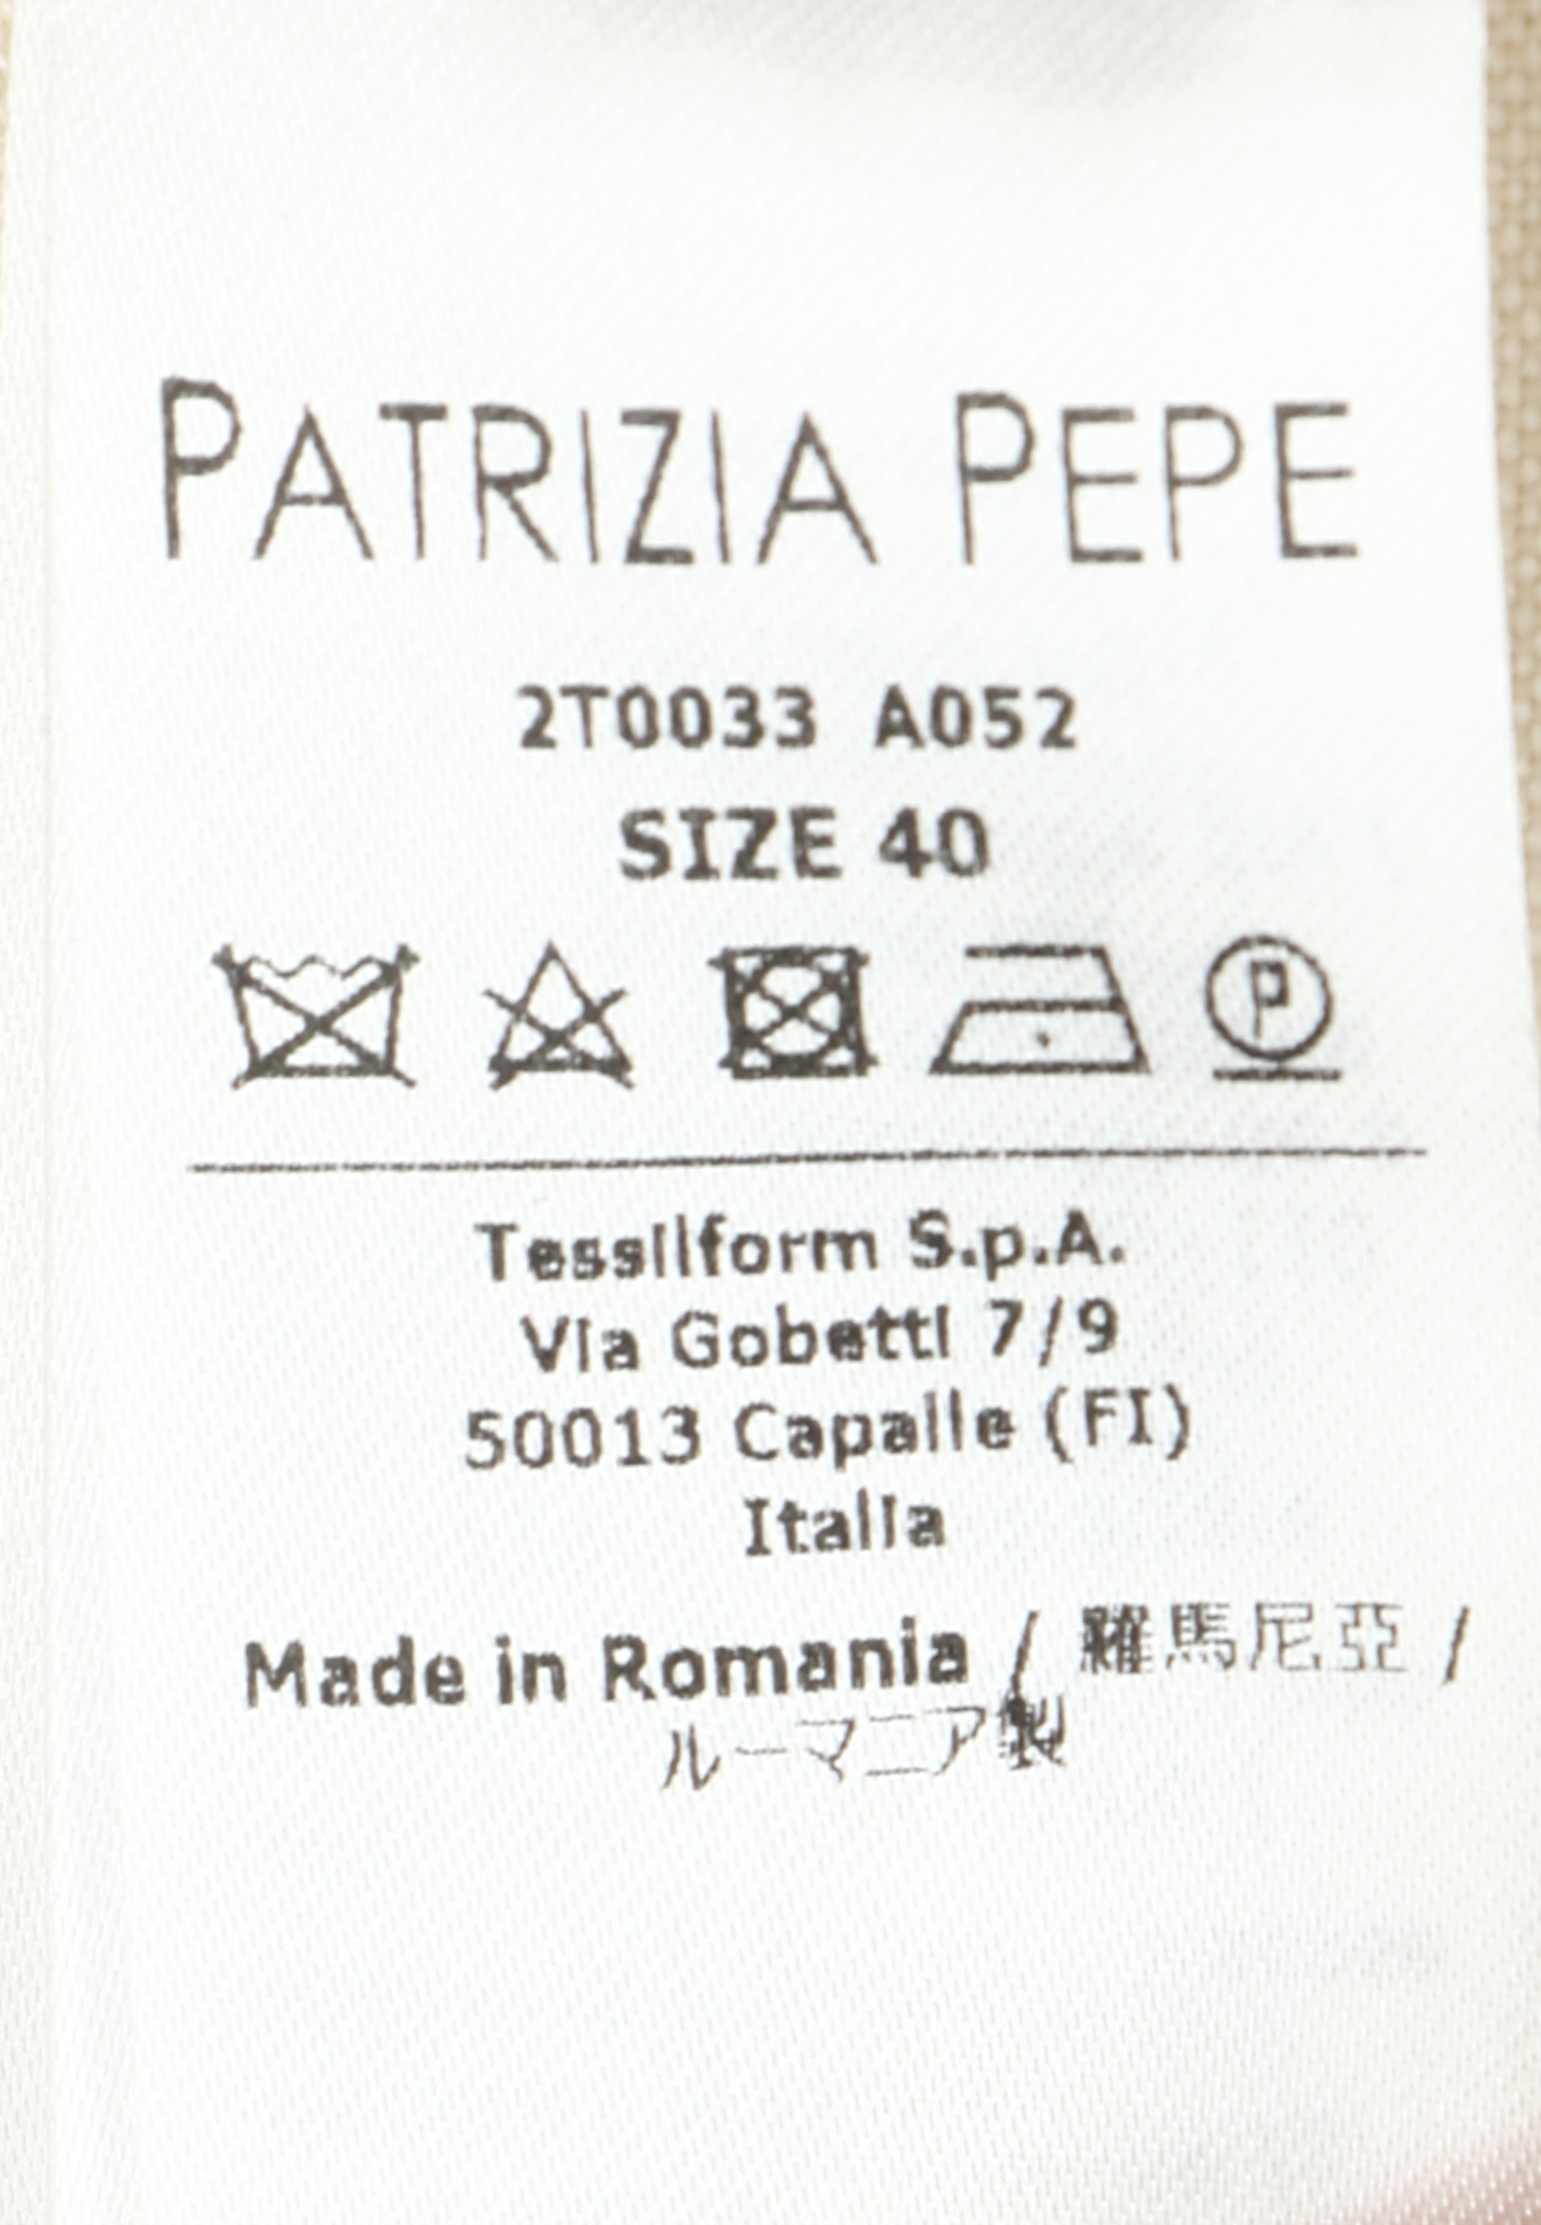 PATRIZIA PEPE
2T0033 A052
SIZE 40
P
Tessilform S.p.A.
Via Gobetti 7/9
50013 Capalle (FI)
Italia
Made in Romania / 羅馬尼亞 /
ルーマニア製